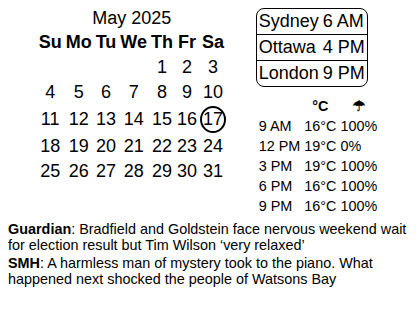 May 2025
Su Mo Tu We Th Fr Sa
1 2 3
4 5 6 7 8 9 10
11 12 13 14 15 16 17
18 19 20 21 22 23 24
25 26 27 28 29 30 31
Sydney 6 AM
Ottawa 4 PM
London 9 PM
°C ☂
9 AM 16°C 100%
12 PM 19°C 0%
3 PM 19°C 100%
6 PM 16°C 100%
9 PM 16°C 100%
Guardian: Bradfield and Goldstein face nervous weekend wait
for election result but Tim Wilson ‘very relaxed’
SMH: A harmless man of mystery took to the piano. What
happened next shocked the people of Watsons Bay